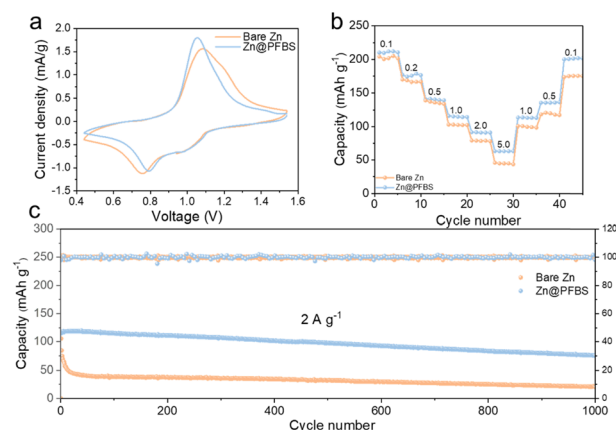 a
Bare Zn
Zn@PFBS
2.0
1.5
1.0
0.5
0.0
-0.5
-1.0
-1.5
Current density (mA/g)
0.4 0.6 0.8 1.0 1.2 1.4 1.6
Voltage (V)
b
250
200
150
100
50
0
Capacity (mAh g⁻¹)
0.1
0.2
0.5
1.0
2.0
5.0
1.0
0.5
0.1
Bare Zn
Zn@PFBS
0 20 40
Cycle number
c
300
250
200
150
100
50
0
Capacity (mAh g⁻¹)
Bare Zn
Zn@PFBS
2 A g⁻¹
120
100
80
60
40
20
0
0 200 400 600 800 1000
Cycle number